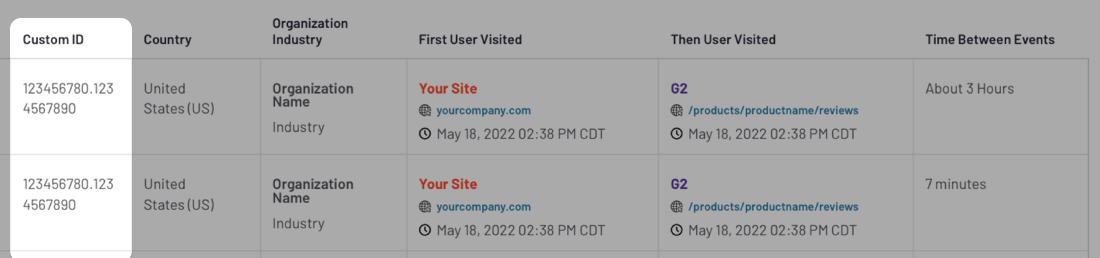 Custom ID
Country
Organization
Industry
First User Visited
Then User Visited
Time Between Events
123456780.123
4567890
United
States (US)
Organization
Name
Industry
Your Site
yourcompany.com
May 18, 2022 02:38 PM CDT
G2
/products/productname/reviews
May 18, 2022 02:38 PM CDT
About 3 Hours
123456780.123
4567890
United
States (US)
Organization
Name
Industry
Your Site
yourcompany.com
May 18, 2022 02:38 PM CDT
G2
/products/productname/reviews
May 18, 2022 02:38 PM CDT
7 minutes